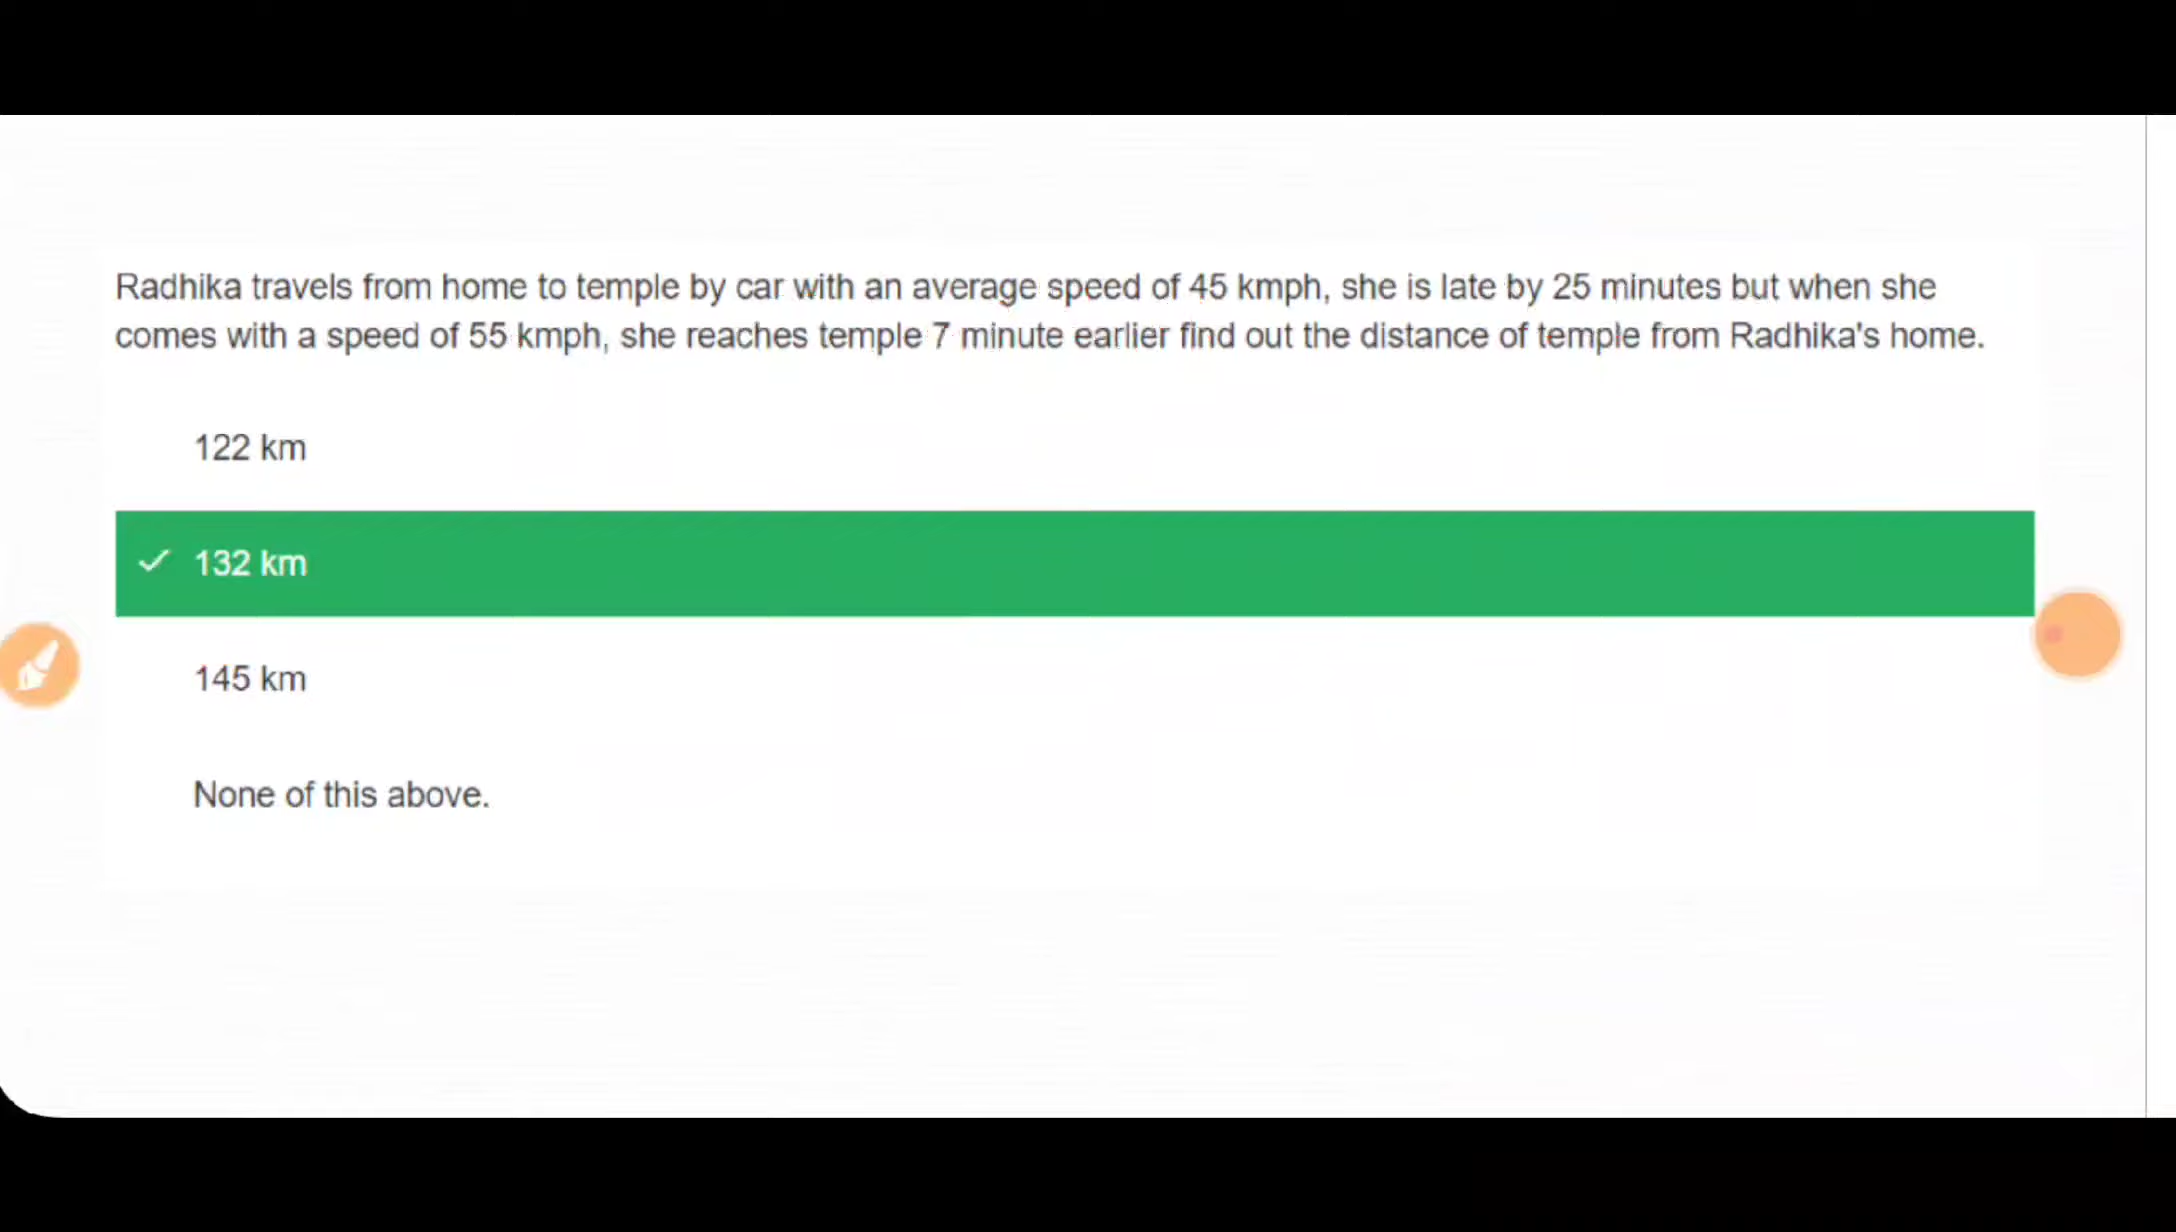 Radhika travels from home to temple by car with an average speed of 45 kmph, she is late by 25 minutes but when she
comes with a speed of 55 kmph, she reaches temple 7 minute earlier find out the distance of temple from Radhika's home.
122 km
132 km
145 km
None of this above.